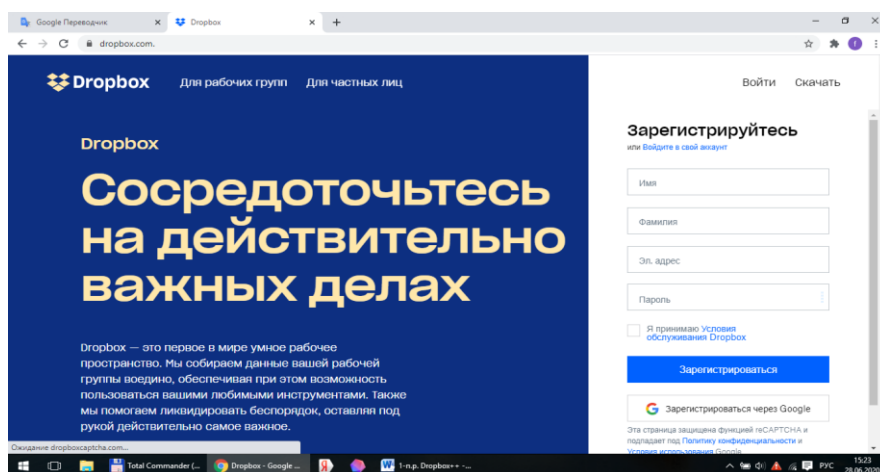 Google Переводчик
Dropbox
dropbox.com.
Dropbox
Для рабочих групп
Для частных лиц
Войти
Скачать
Dropbox
Сосредоточьтесь
на действительно
важных делах
Dropbox — это первое в мире умное рабочее
пространство. Мы собираем данные вашей рабочей
группы воедино, обеспечивая при этом возможность
пользоваться вашими любимыми инструментами. Также
мы помогаем ликвидировать беспорядок, оставляя под
рукой действительно самое важное.
Зарегистрируйтесь
или Войдите в свой аккаунт
Имя
Фамилия
Эл. адрес
Пароль
Я принимаю Условия
обслуживания Dropbox
Зарегистрироваться
Зарегистрироваться через Google
Эта страница защищена функцией reCAPTCHA и
подпадает под Политику конфиденциальности и
Условия использования Google.
Ожидание dropboxcaptcha.com...
Total Commander (...
Dropbox - Google ...
1-п.р. Dropbox++ -...
РУС
15:23
28.06.2020